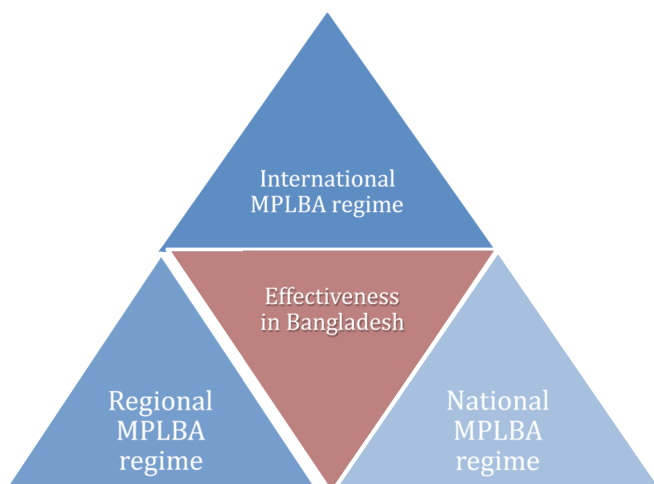 International
MPLBA regime
Effectiveness
in Bangladesh
Regional
MPLBA
regime
National
MPLBA
regime